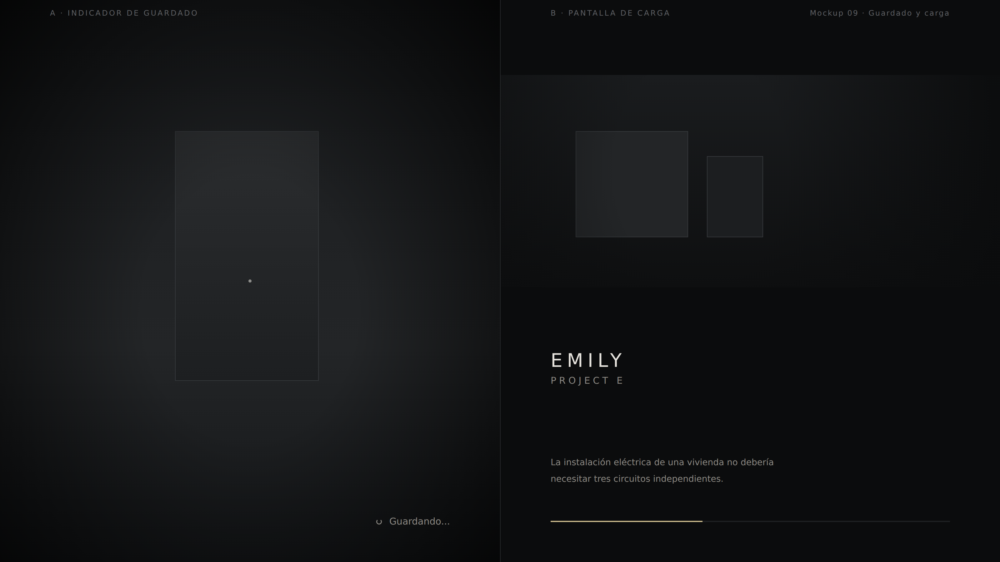 A · INDICADOR DE GUARDADO
Guardando...
B · PANTALLA DE CARGA
Mockup 09 · Guardado y carga
EMILY
PROJECT E
La instalación eléctrica de una vivienda no debería
necesitar tres circuitos independientes.